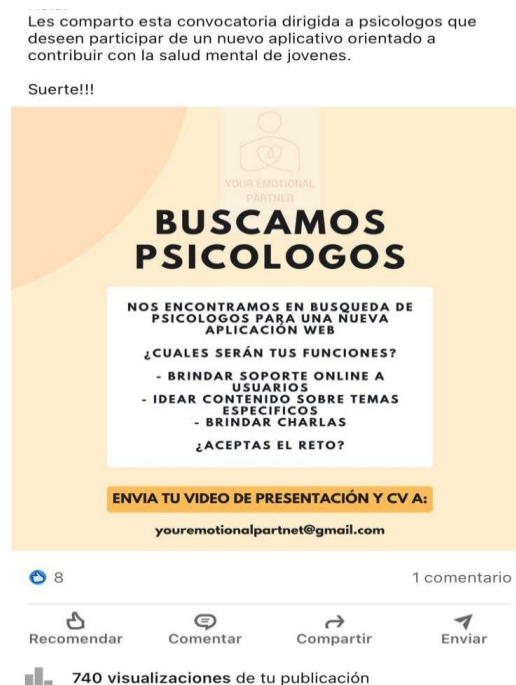 Les comparto esta convocatoria dirigida a psicologos que
deseen participar de un nuevo aplicativo orientado a
contribuir con la salud mental de jovenes.
Suerte!!!
YOUR EMOTIONAL
PARTNER
BUSCAMOS
PSICOLOGOS
NOS ENCONTRAMOS EN BUSQUEDA DE
PSICOLOGOS PARA UNA NUEVA
APLICACIÓN WEB
¿CUALES SERÁN TUS FUNCIONES?
- BRINDAR SOPORTE ONLINE A
USUARIOS
- IDEAR CONTENIDO SOBRE TEMAS
ESPECIFICOS
- BRINDAR CHARLAS
¿ACEPTAS EL RETO?
ENVIA TU VIDEO DE PRESENTACIÓN Y CV A:
youremotionalpartnet@gmail.com
8
1 comentario
Recomendar
Comentar
Compartir
Enviar
740 visualizaciones de tu publicación